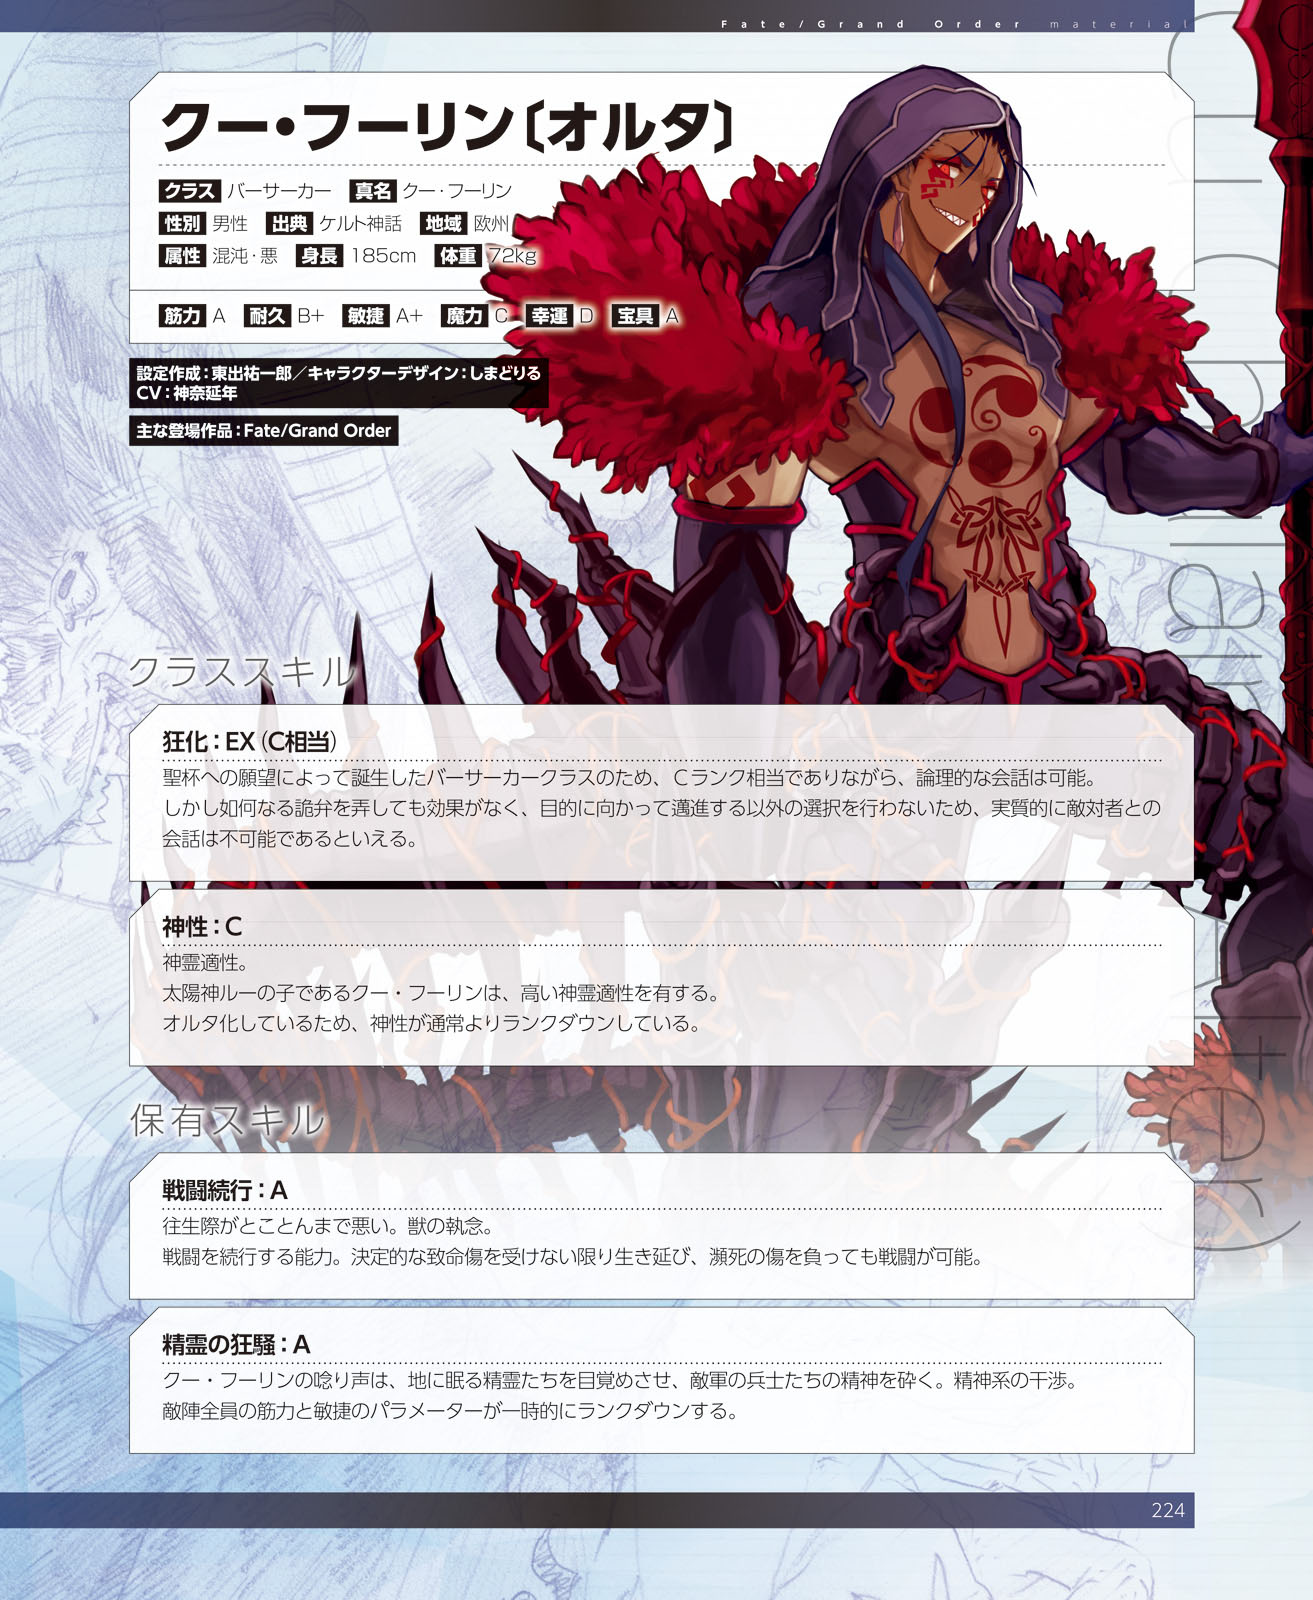 Fate/Grand Order material
クー・フーリン〔オルタ〕
クラス バーサーカー 真名 クー・フーリン
性別 男性 出典 ケルト神話 地域 欧州
属性 混沌・悪 身長 185cm 体重 72kg
筋力 A 耐久 B+ 敏捷 A+ 魔力 C 幸運 D 宝具 A
設定作成：東出祐一郎／キャラクターデザイン：しまどりる
CV：神奈延年
主な登場作品：Fate/Grand Order
クラススキル
狂化：EX（C相当）
聖杯への願望によって誕生したバーサーカークラスのため、Ｃランク相当でありながら、論理的な会話は可能。
しかし如何なる詭弁を弄しても効果がなく、目的に向かって邁進する以外の選択を行わないため、実質的に敵対者との
会話は不可能であるといえる。
神性：C
神霊適性。
太陽神ルーの子であるクー・フーリンは、高い神霊適性を有する。
オルタ化しているため、神性が通常よりランクダウンしている。
保有スキル
戦闘続行：A
往生際がとことんまで悪い。獣の執念。
戦闘を続行する能力。決定的な致命傷を受けない限り生き延び、瀕死の傷を負っても戦闘が可能。
精霊の狂騒：A
クー・フーリンの唸り声は、地に眠る精霊たちを目覚めさせ、敵軍の兵士たちの精神を砕く。精神系の干渉。
敵陣全員の筋力と敏捷のパラメーターが一時的にランクダウンする。
224